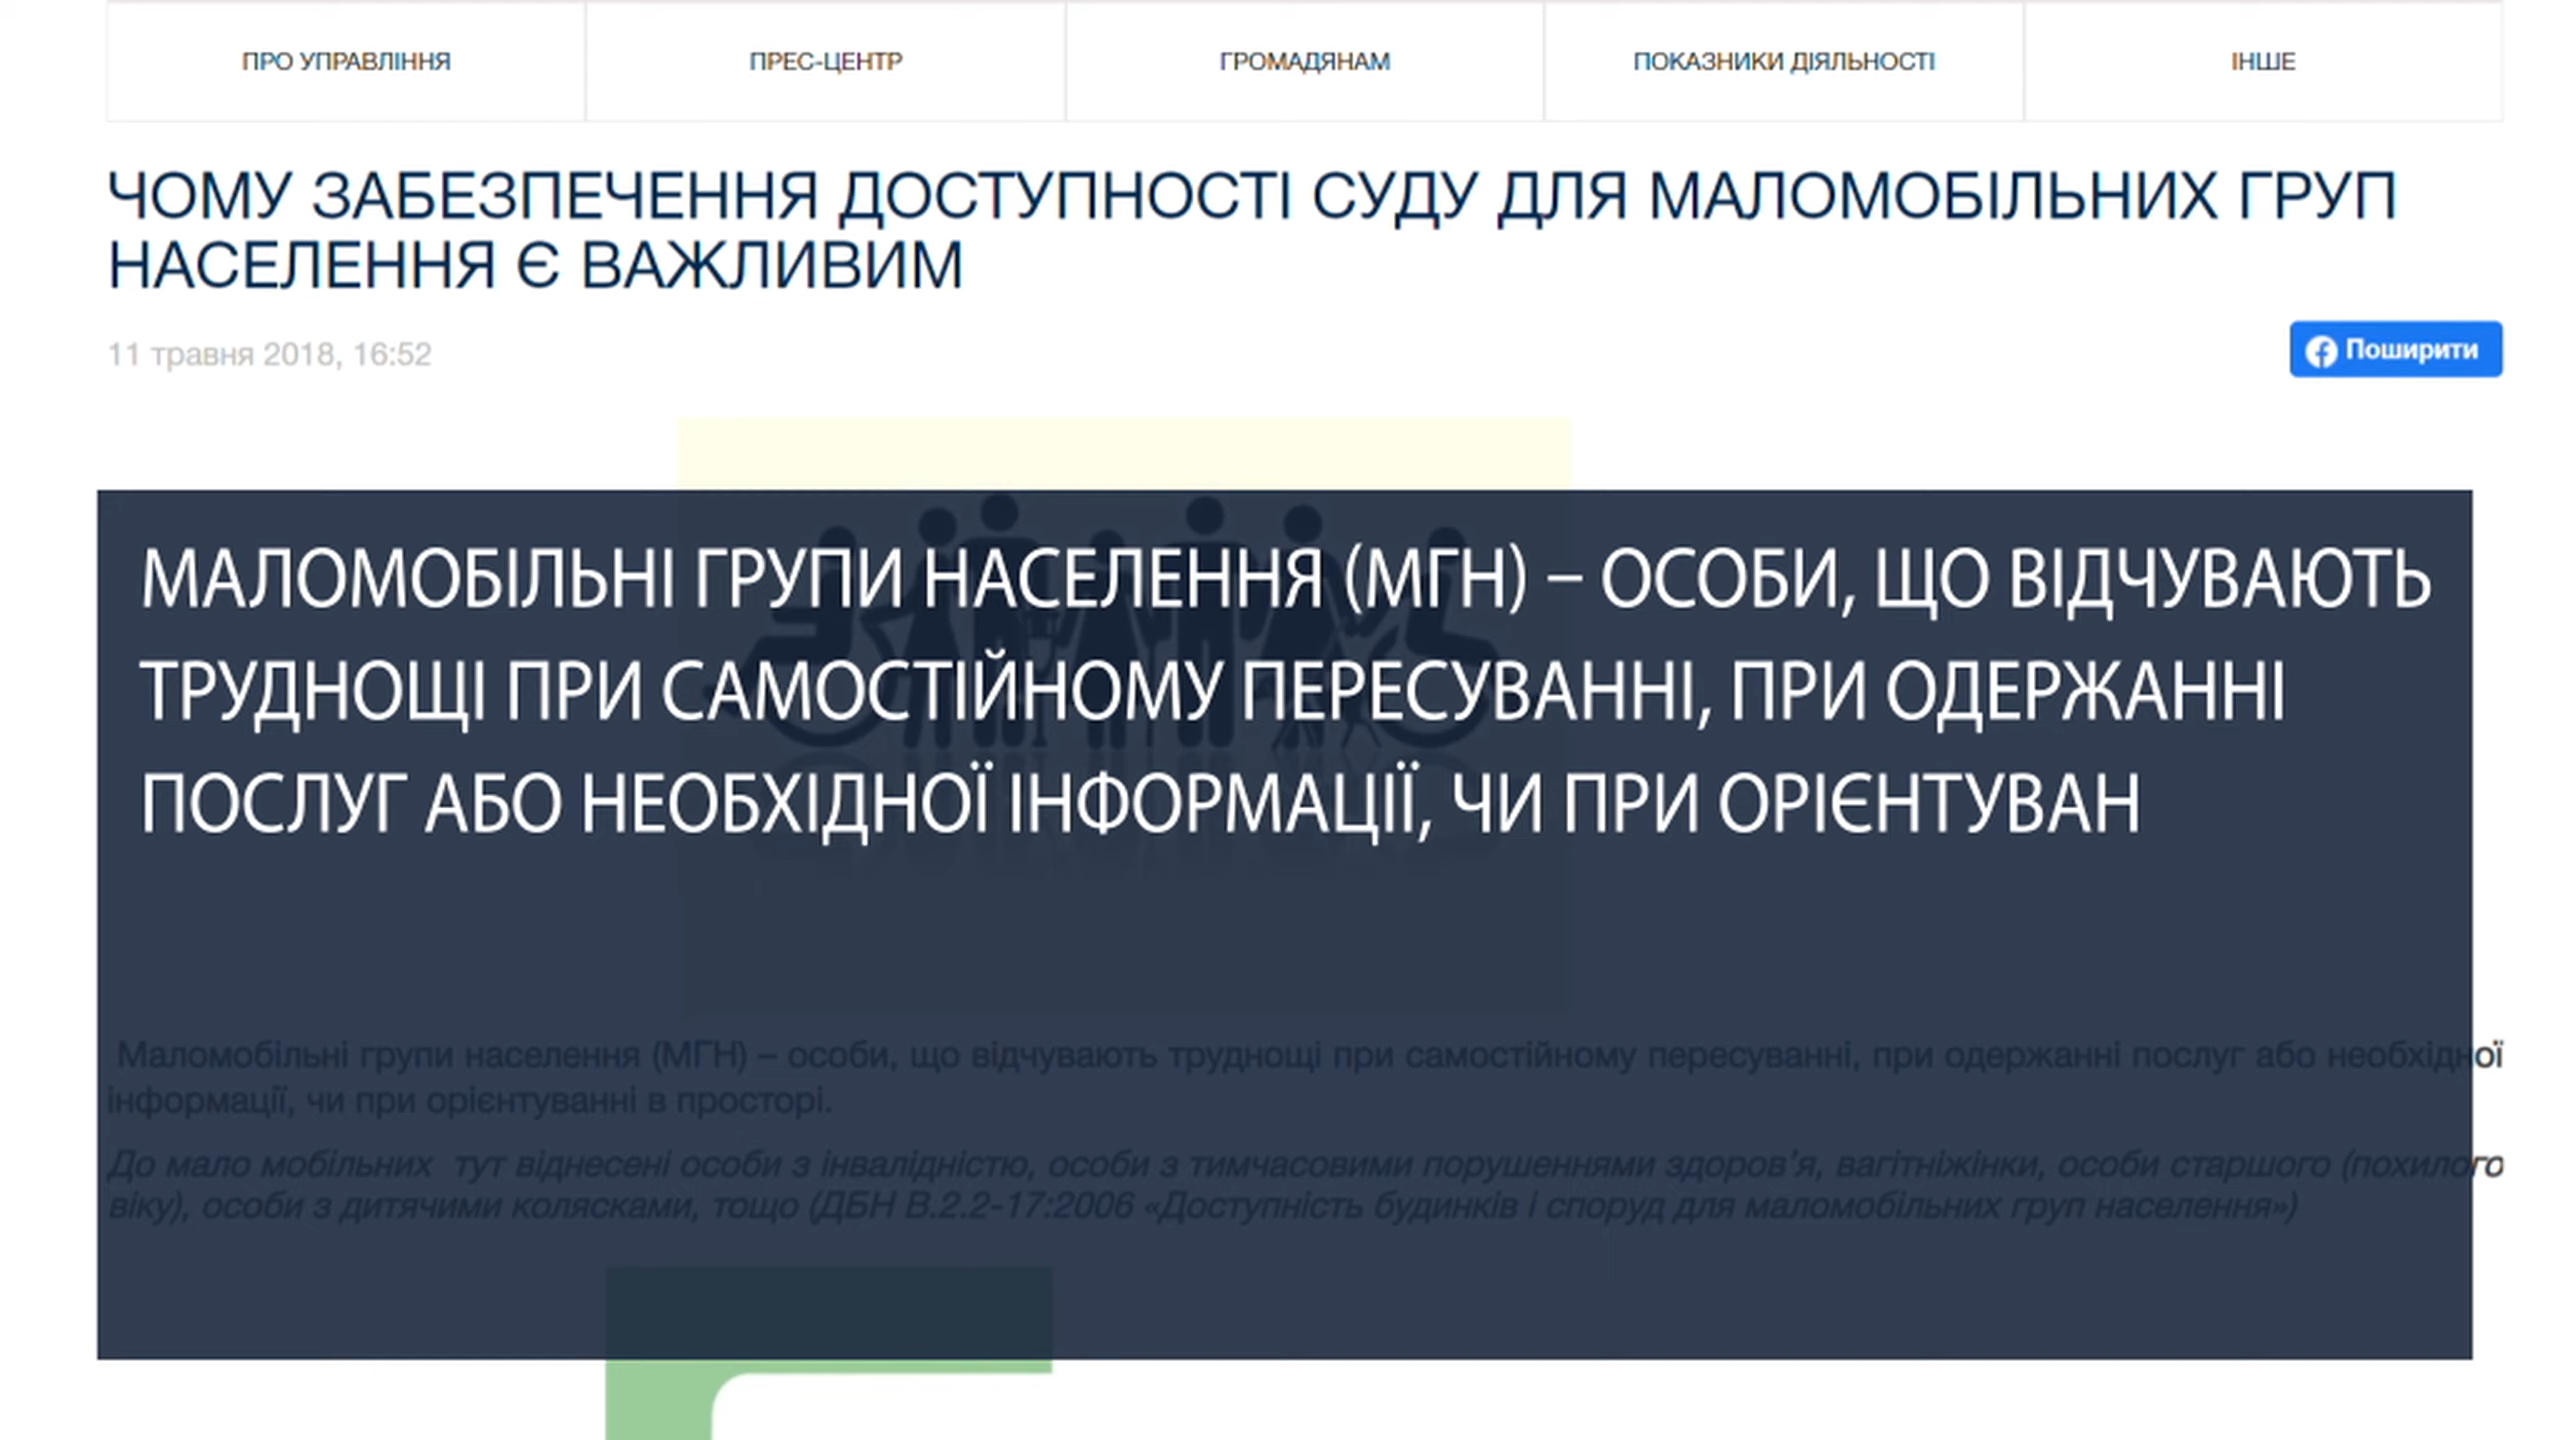 ПРО УПРАВЛІННЯ
ПРЕС-ЦЕНТР
ГРОМАДЯНАМ
ПОКАЗНИКИ ДІЯЛЬНОСТІ
ІНШЕ
ЧОМУ ЗАБЕЗПЕЧЕННЯ ДОСТУПНОСТІ СУДУ ДЛЯ МАЛОМОБІЛЬНИХ ГРУП
НАСЕЛЕННЯ Є ВАЖЛИВИМ
11 травня 2018, 16:52
Поширити
МАЛОМОБІЛЬНІ ГРУПИ НАСЕЛЕННЯ (МГН) – ОСОБИ, ЩО ВІДЧУВАЮТЬ
ТРУДНОЩІ ПРИ САМОСТІЙНОМУ ПЕРЕСУВАННІ, ПРИ ОДЕРЖАННІ
ПОСЛУГ АБО НЕОБХІДНОЇ ІНФОРМАЦІЇ, ЧИ ПРИ ОРІЄНТУВАН
Маломобільні групи населення (МГН) – особи, що відчувають труднощі при самостійному пересуванні, при одержанні послуг або необхідної
інформації, чи при орієнтуванні в просторі.
До мало мобільних тут віднесені особи з інвалідністю, особи з тимчасовими порушеннями здоров'я, вагітніжінки, особи старшого (похилого
віку), особи з дитячими колясками, тощо (ДБН В.2.2-17:2006 «Доступність будинків і споруд для маломобільних груп населення»)